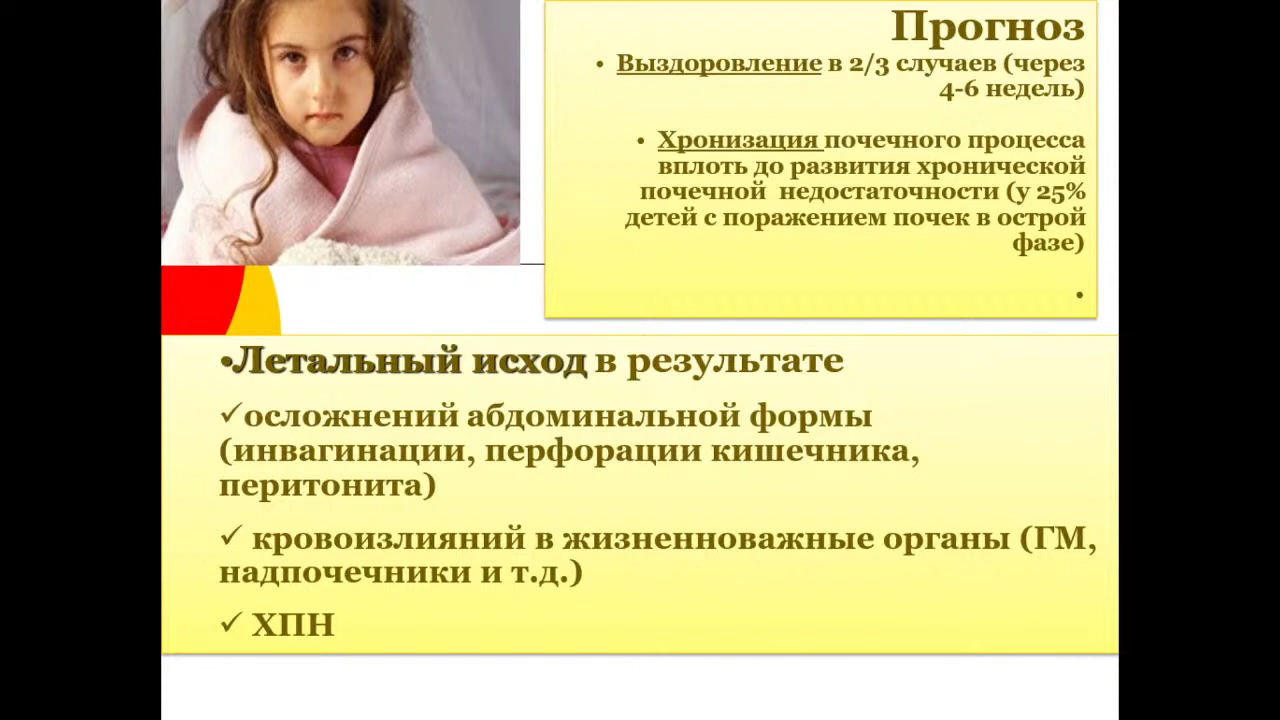 Прогноз
• Выздоровление в 2/3 случаев (через
4-6 недель)
• Хронизация почечного процесса
вплоть до развития хронической
почечной недостаточности (у 25%
детей с поражением почек в острой
фазе)
•
•Летальный исход в результате
✓осложнений абдоминальной формы
(инвагинации, перфорации кишечника,
перитонита)
✓ кровоизлияний в жизненноважные органы (ГМ,
надпочечники и т.д.)
✓ ХПН